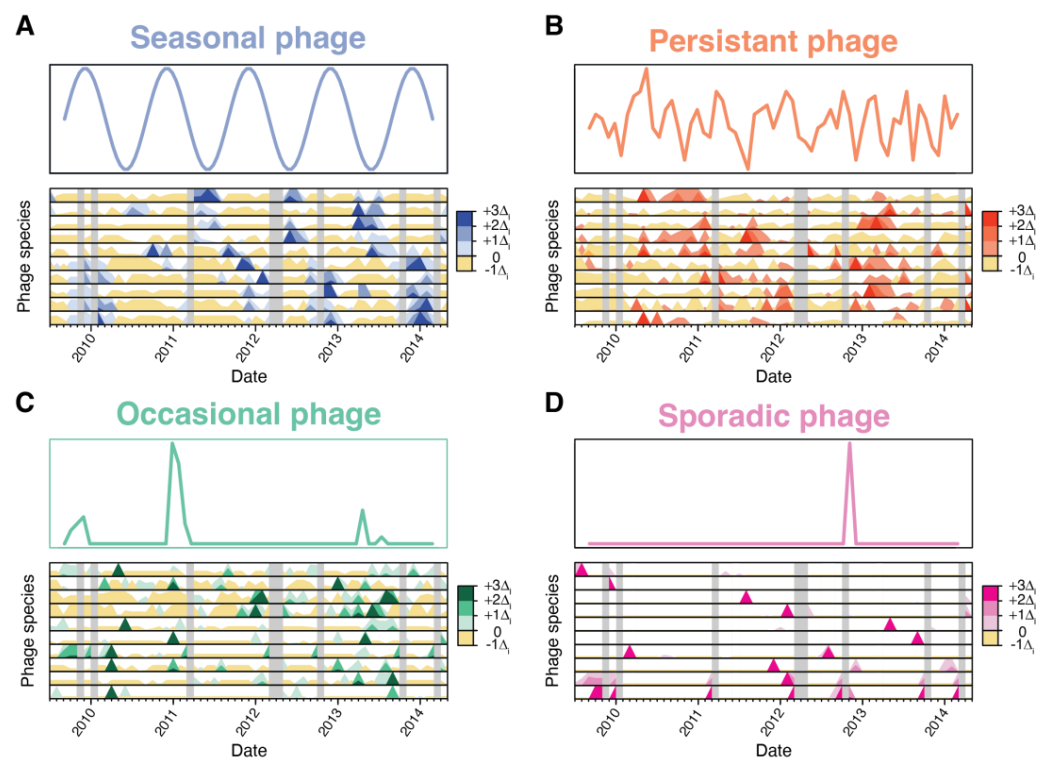 A
Seasonal phage
Phage species
+3Δi
+2Δi
+1Δi
0
-1Δi
2010
2011
2012
2013
2014
Date
B
Persistant phage
Phage species
+3Δi
+2Δi
+1Δi
0
-1Δi
2010
2011
2012
2013
2014
Date
C
Occasional phage
Phage species
+3Δi
+2Δi
+1Δi
0
-1Δi
2010
2011
2012
2013
2014
Date
D
Sporadic phage
Phage species
+3Δi
+2Δi
+1Δi
0
-1Δi
2010
2011
2012
2013
2014
Date